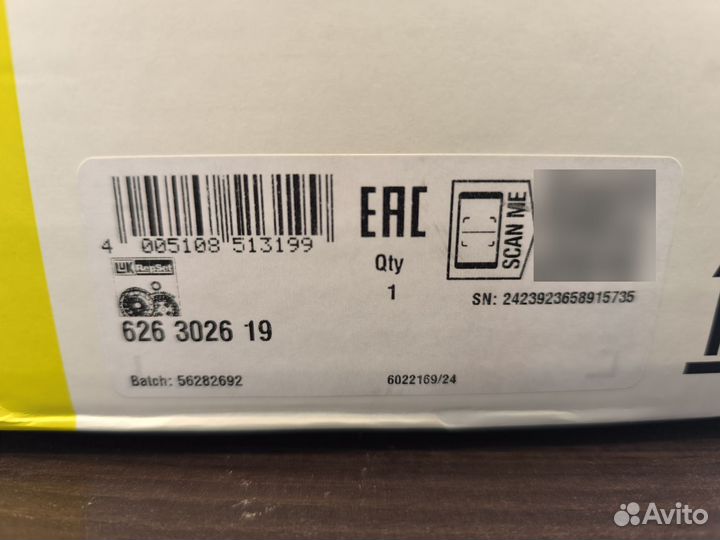 4 005108 513199
EAC
SCAN ME
Qty
1
SN: 2423923658915735
LUK RepSet
626 3026 19
Batch: 56282692
6022169/24
Avito